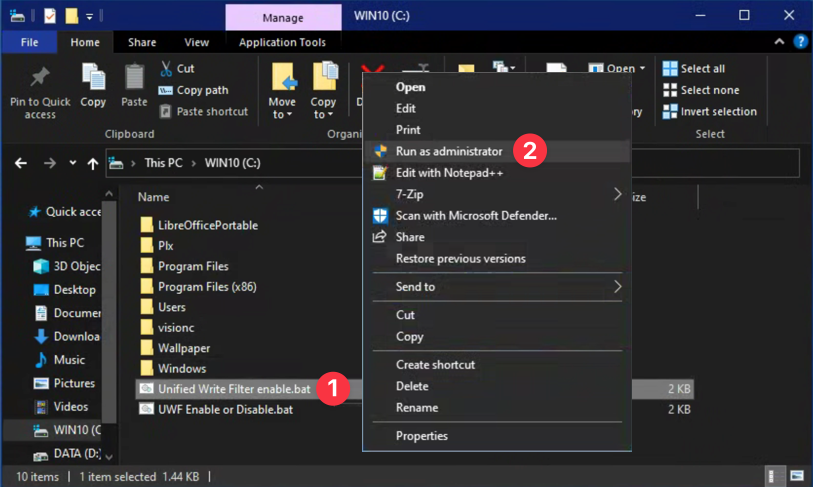 Manage
WIN10 (C:)
File
Home
Share
View
Application Tools
?
Pin to Quick
access
Copy
Paste
Cut
Copy path
Paste shortcut
Clipboard
Move
to
Copy
to
D
Organi
Open
ry
Select all
Select none
Invert selection
Select
This PC
WIN10 (C:)
Quick acce
This PC
3D Objec
Desktop
Documen
Downloa
Music
Pictures
Videos
WIN10 (C
DATA (D:)
Name
ize
LibreOfficePortable
Plx
Program Files
Program Files (x86)
Users
visionc
Wallpaper
Windows
Unified Write Filter enable.bat
1
2 KB
UWF Enable or Disable.bat
2 KB
Open
Edit
Print
Run as administrator
2
Edit with Notepad++
7-Zip
Scan with Microsoft Defender...
Share
Restore previous versions
Send to
Cut
Copy
Create shortcut
Delete
Rename
Properties
10 items
1 item selected 1.44 KB